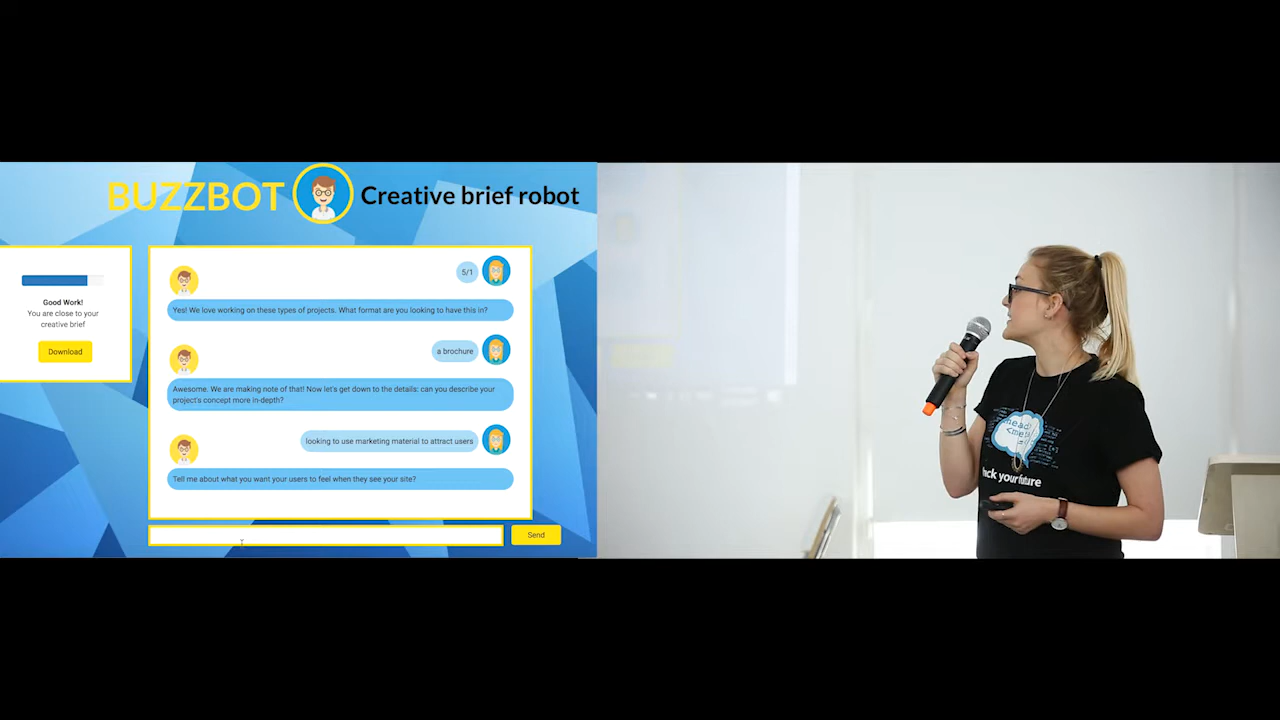 BUZZBOT
Creative brief robot
Good Work!
You are close to your
creative brief
Download
5/1
Yes! We love working on these types of projects. What format are you looking to have this in?
a brochure
Awesome. We are making note of that! Now let's get down to the details: can you describe your
project's concept more in-depth?
looking to use marketing material to attract users
Tell me about what you want your users to feel when they see your site?
Send
your future